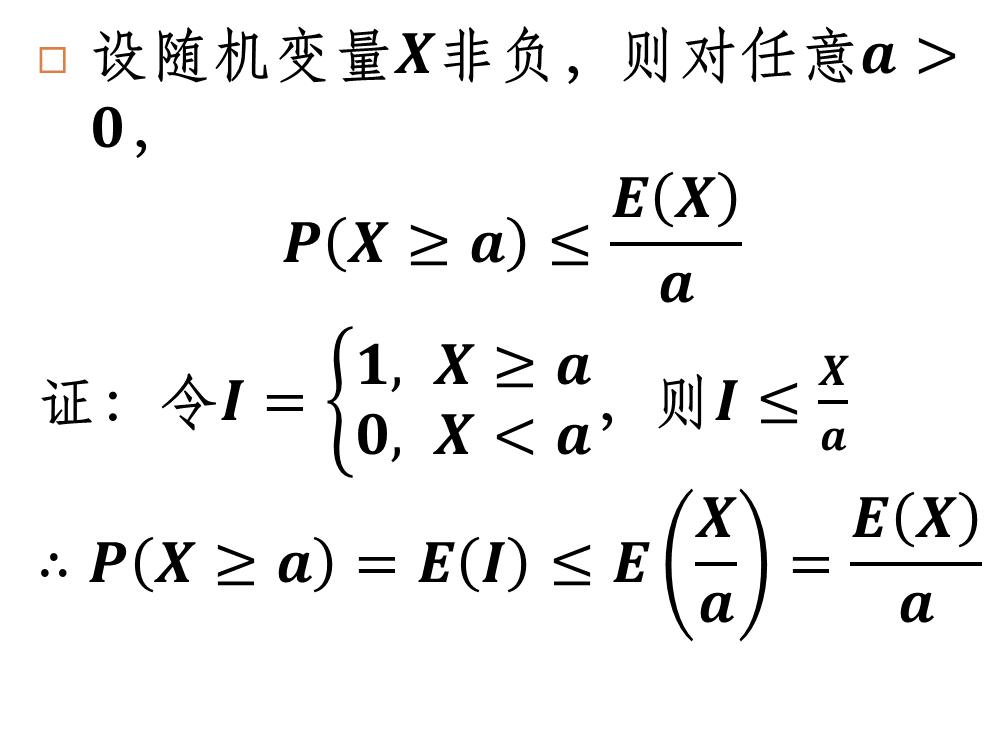 □ 设随机变量X非负，则对任意a >
0，
P(X ≥ a) ≤ E(X)/a
证：令I = {1, X ≥ a; 0, X < a，则I ≤ X/a
∴ P(X ≥ a) = E(I) ≤ E(X/a) = E(X)/a